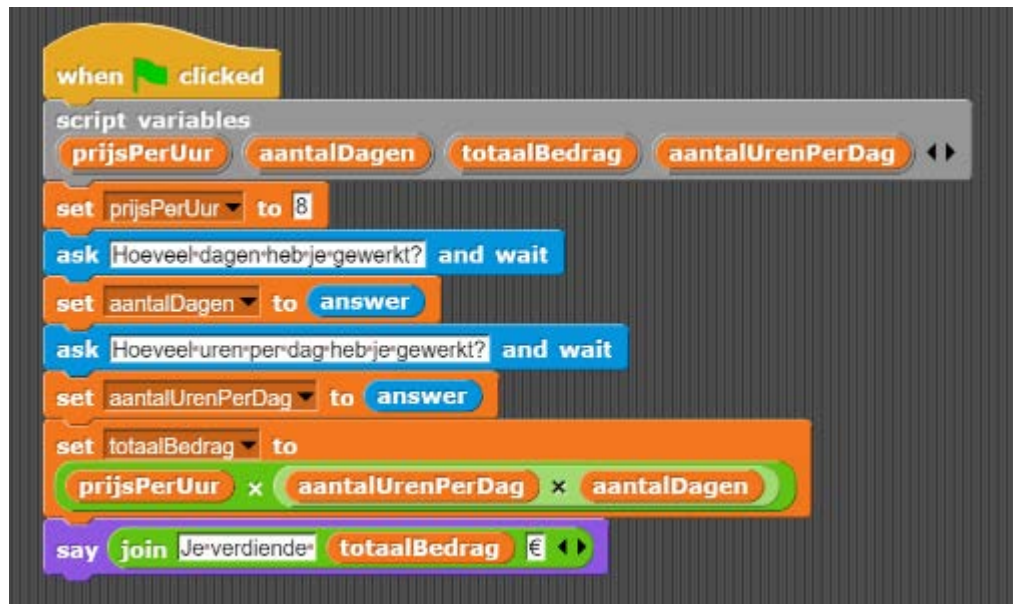 when clicked
script variables
prijsPerUur aantalDagen totaalBedrag aantalUrenPerDag
set prijsPerUur to 8
ask Hoeveel dagen heb je gewerkt? and wait
set aantalDagen to answer
ask Hoeveel uren per dag heb je gewerkt? and wait
set aantalUrenPerDag to answer
set totaalBedrag to
prijsPerUur × aantalUrenPerDag × aantalDagen
say join Je verdiende totaalBedrag €